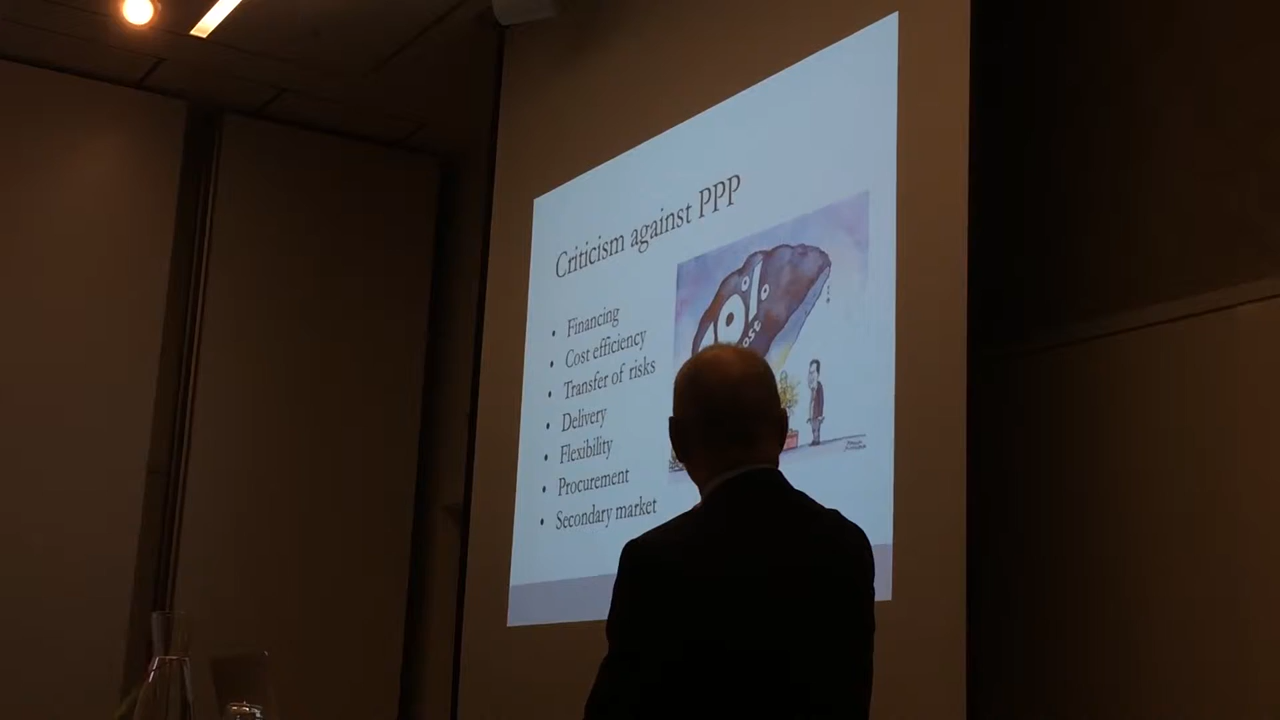 Criticism against PPP
• Financing
• Cost efficiency
• Transfer of risks
• Delivery
• Flexibility
• Procurement
• Secondary market